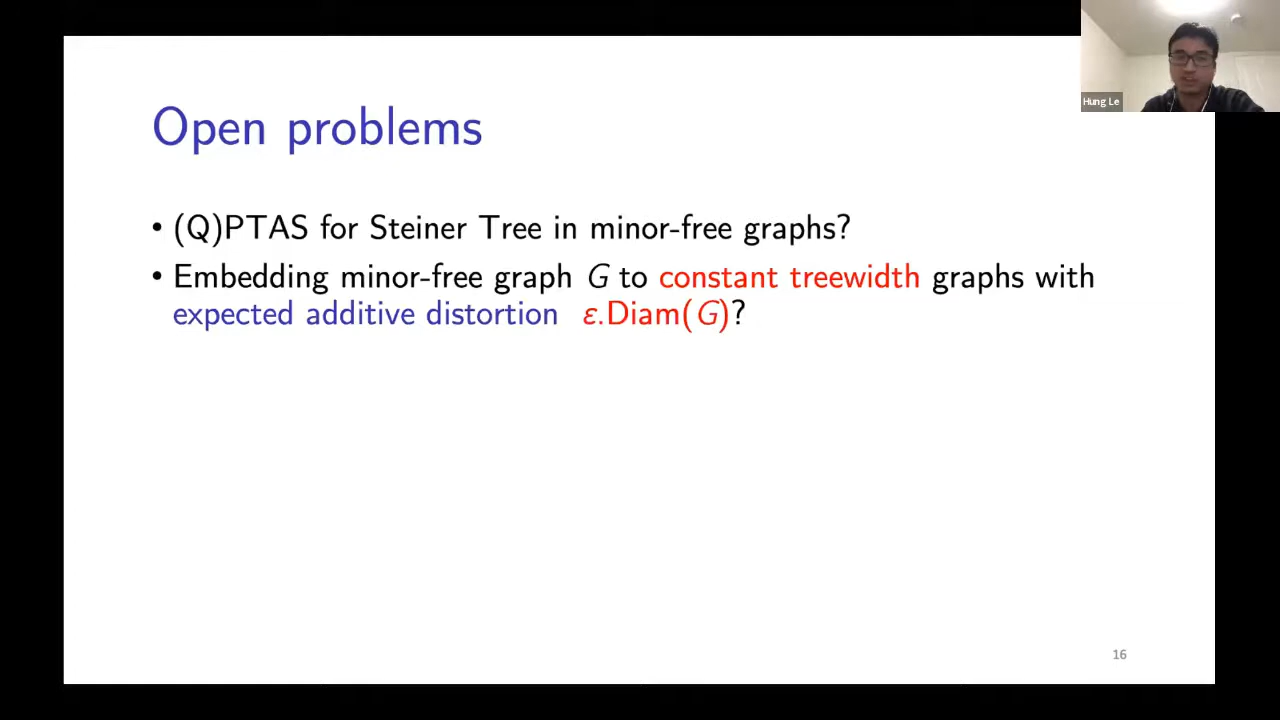 Hung Le
Open problems
• (Q)PTAS for Steiner Tree in minor-free graphs?
• Embedding minor-free graph G to constant treewidth graphs with
expected additive distortion ε.Diam(G)?
16